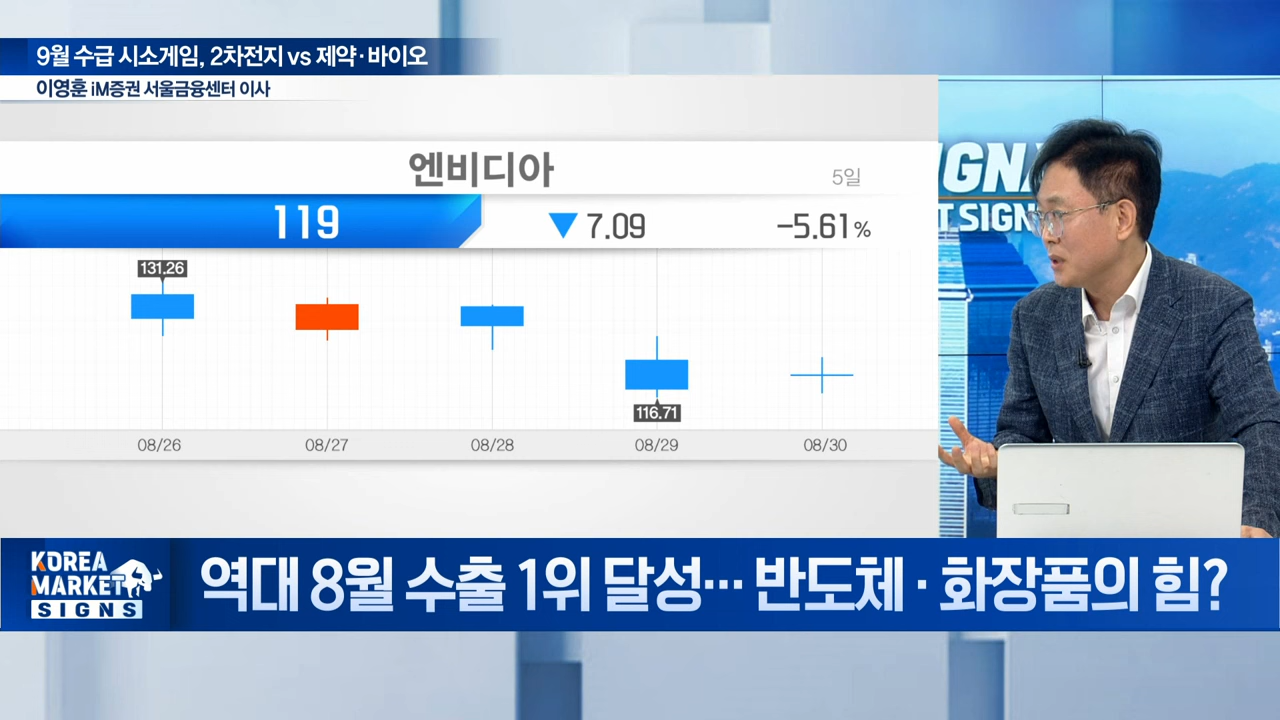 9월 수급 시소게임, 2차전지 vs 제약·바이오
이영훈 iM증권 서울금융센터 이사
엔비디아
5일
119 ▼ 7.09 -5.61%
131.26
116.71
08/26 08/27 08/28 08/29 08/30
IGNA
T SIGN
KOREA
MARKET
SIGNS
역대 8월 수출 1위 달성… 반도체·화장품의 힘?